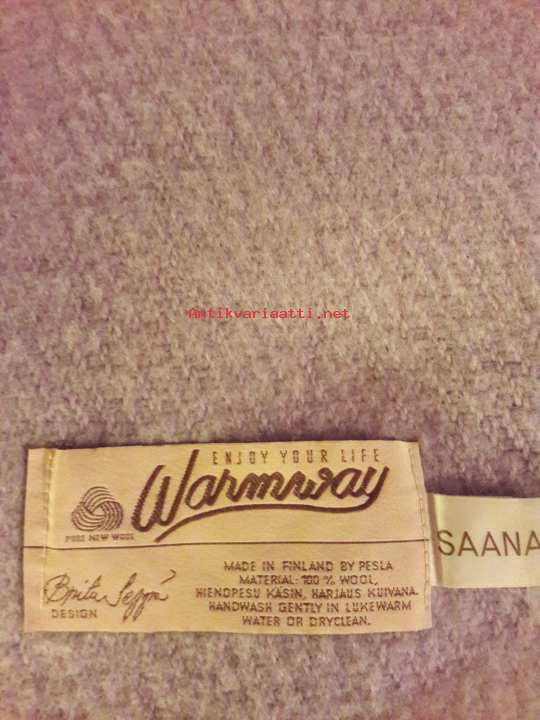 Antikvariaatti.net
ENJOY YOUR LIFE
Warmway
PURE NEW WOOL
MADE IN FINLAND BY PESLA
MATERIAL: 100 % WOOL,
HIENOPESU KÄSIN, HARJAUS KUIVANA.
HANDWASH GENTLY IN LUKEWARM
WATER OR DRYCLEAN.
Brita Seppä
DESIGN
SAANA